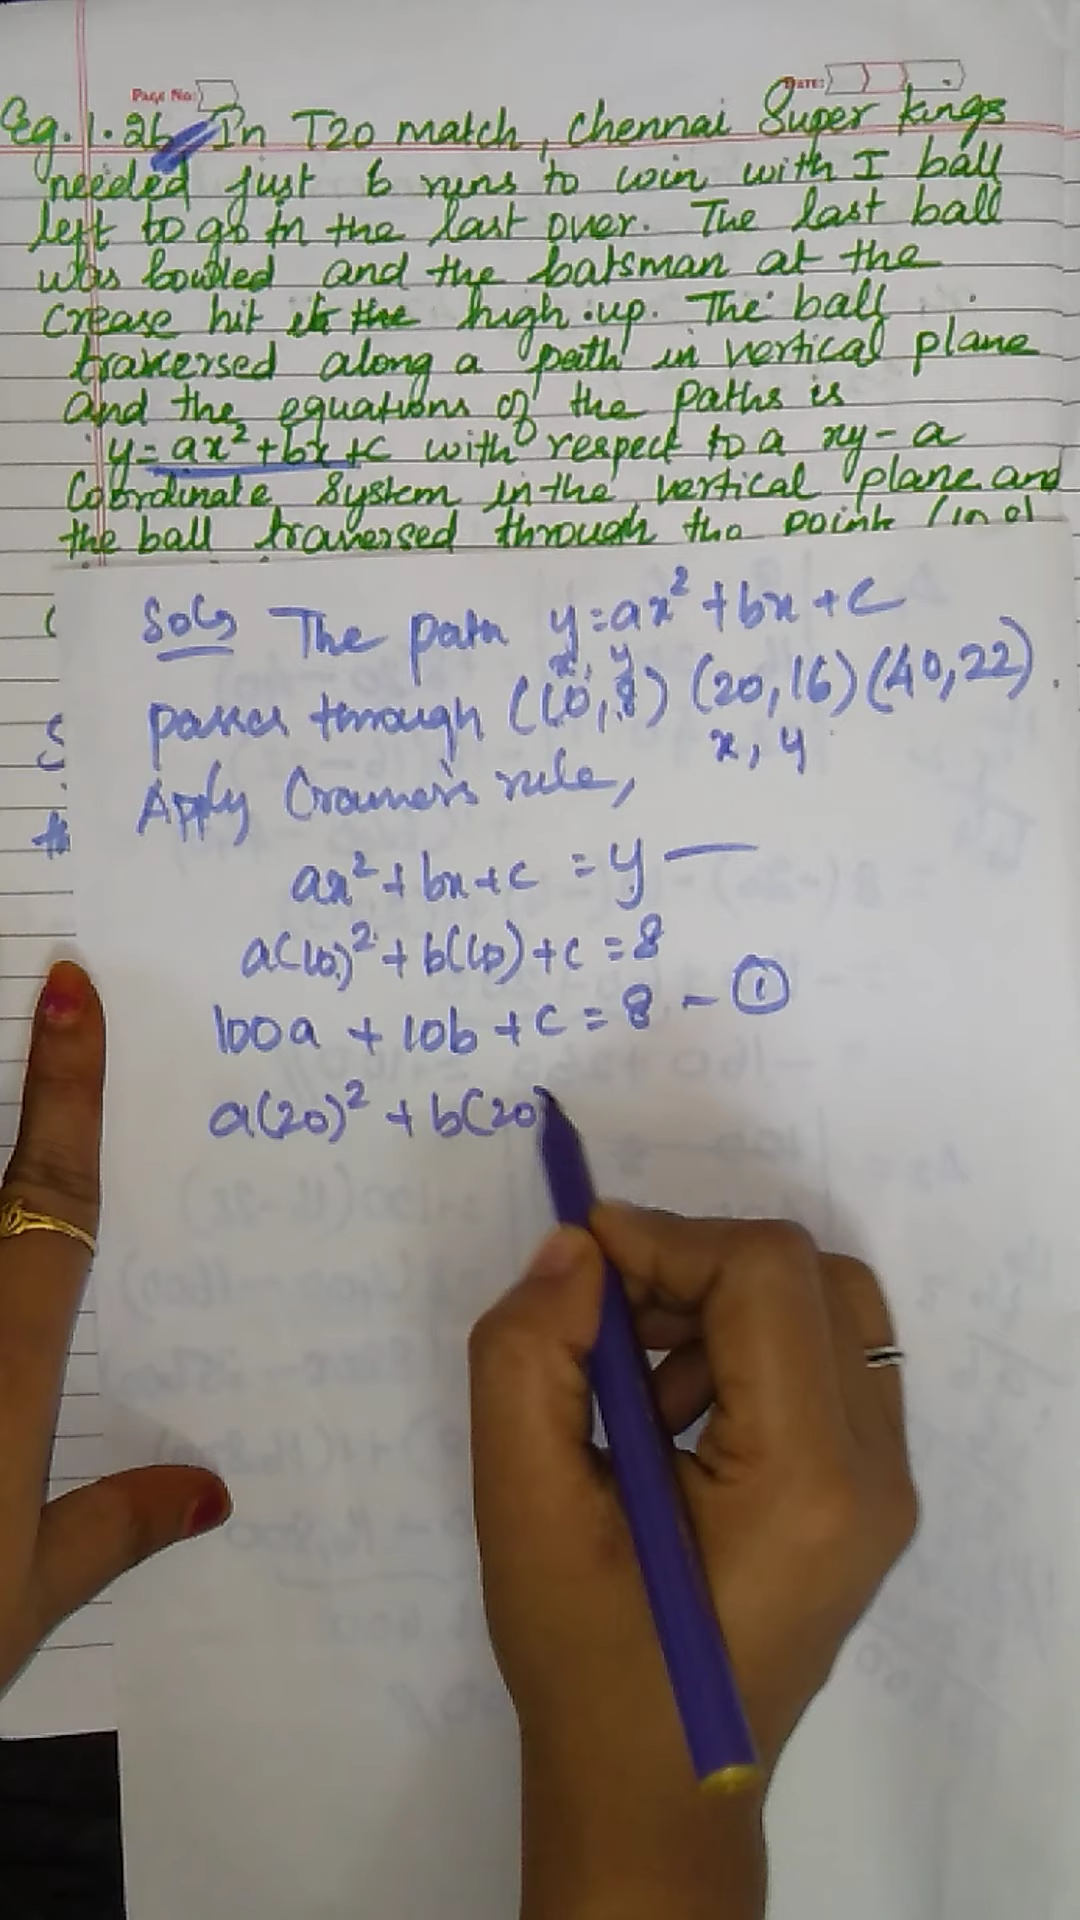 Page No:
Date:
Eg. 1.26 In T20 match, Chennai Super kings
needed just 6 runs to win with I ball
left to go in the last over. The last ball
was bowled and the batsman at the
crease hit it the high up. The ball
traversed along a path in vertical plane
and the equations of the paths is
y=ax²+bx+c with respect to a xy-a
Coordinate System in the vertical plane and
the ball traversed through the points (in of
Soln The path y=ax²+bx+c
x, y
passes through (10,8) (20,16) (40,22).
x, y
Apply Cramer's rule,
ax²+bx+c = y —
a(10)²+b(10)+c = 8
100a + 10b + c = 8 - ①
a(20)² + b(20)